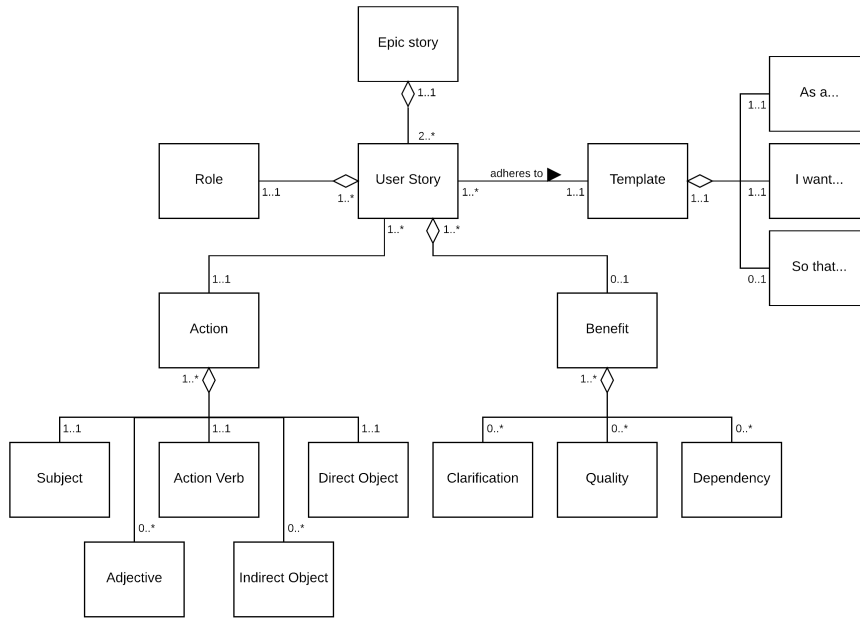 Epic story
1..1
As a...
1..1
2..*
Role
User Story
adheres to
Template
I want...
1..1
1..*
1..*
1..1
1..1
1..1
1..*
1..*
So that...
0..1
1..1
0..1
Action
Benefit
1..*
1..*
1..1
1..1
1..1
0..*
0..*
0..*
Subject
Action Verb
Direct Object
Clarification
Quality
Dependency
0..*
0..*
Adjective
Indirect Object